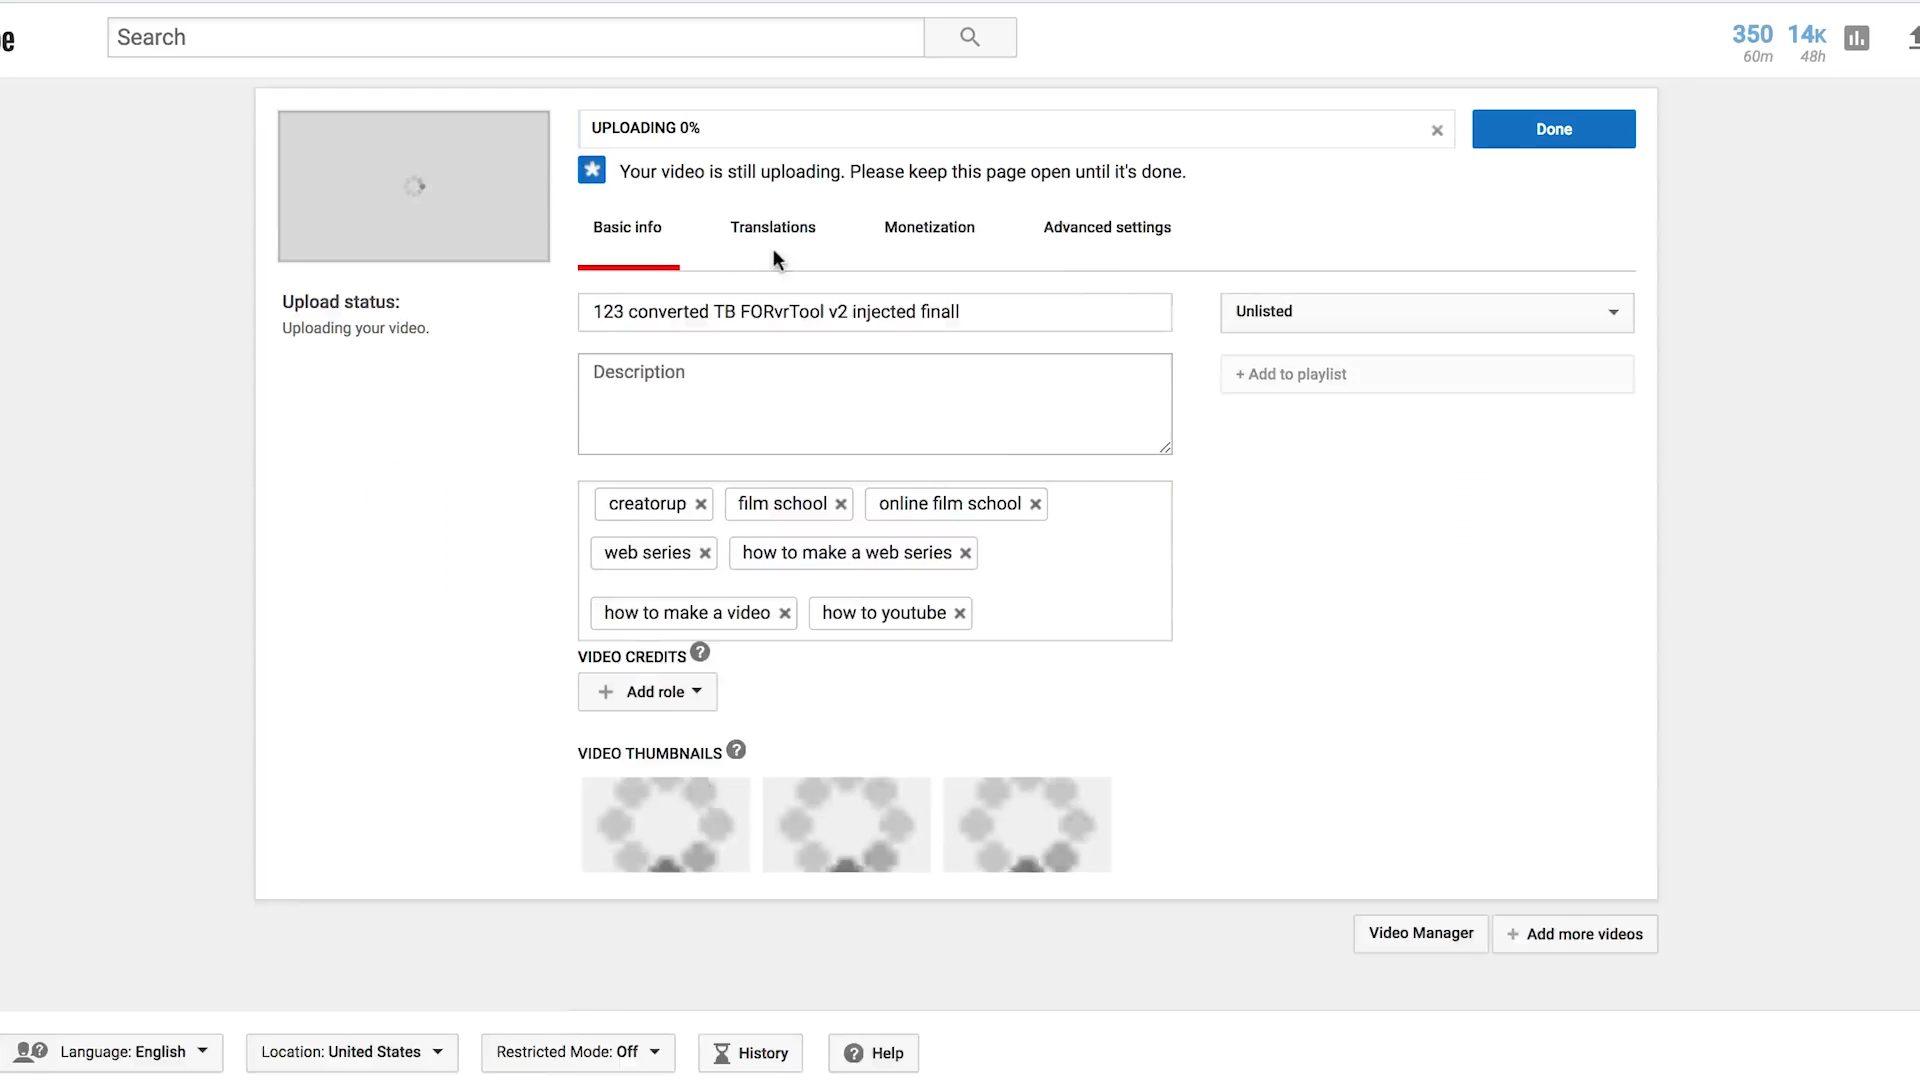 be
Search
350 14K
60m 48h
UPLOADING 0%
Done
Your video is still uploading. Please keep this page open until it's done.
Basic info Translations Monetization Advanced settings
Upload status:
Uploading your video.
123 converted TB FORvrTool v2 injected finall
Unlisted
Description
+ Add to playlist
creatorup film school online film school
web series how to make a web series
how to make a video how to youtube
VIDEO CREDITS ?
+ Add role
VIDEO THUMBNAILS ?
Video Manager
+ Add more videos
Language: English
Location: United States
Restricted Mode: Off
History
? Help